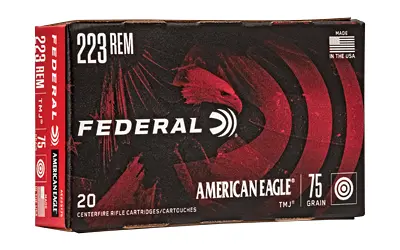 223 REM
MADE
IN THE USA
FEDERAL
20
CENTERFIRE RIFLE CARTRIDGES/CARTOUCHES
AMERICAN EAGLE
TMJ®
75
GRAIN
223 REM
FEDERAL
TMJ®
75
AMERICAN EAGLE